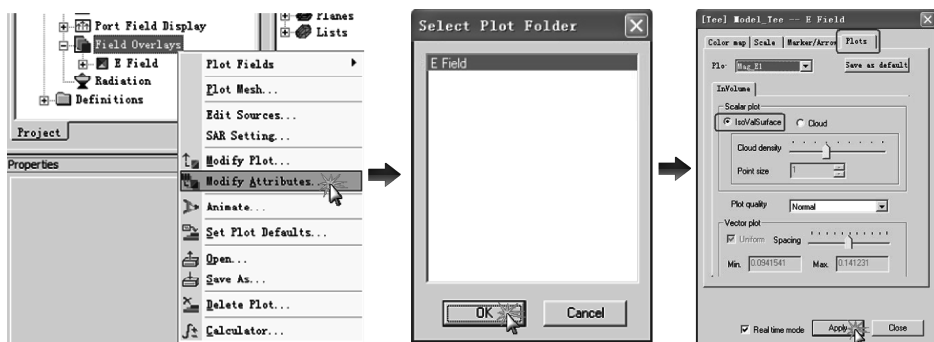 Port Field Display
Field Overlays
E Field
Radiation
Definitions
Project
Properties
Planes
Lists
Plot Fields
Plot Mesh...
Edit Sources...
SAR Setting...
Modify Plot...
Modify Attributes.
Animate...
Set Plot Defaults...
Open...
Save As...
Delete Plot...
Calculator...
Select Plot Folder
E Field
OK
Cancel
[Tee] Model_Tee -- E Field
Color map
Scale
Marker/Arrow
Plots
Plo
Mag_E1
Save as default
InVolume
Scalar plot
IsoValSurface
Cloud
Cloud density
Point size
1
Plot quality
Normal
Vector plot
Uniform
Spacing
Min. 0.0941541
Max. 0.141231
Real time mode
Apply
Close